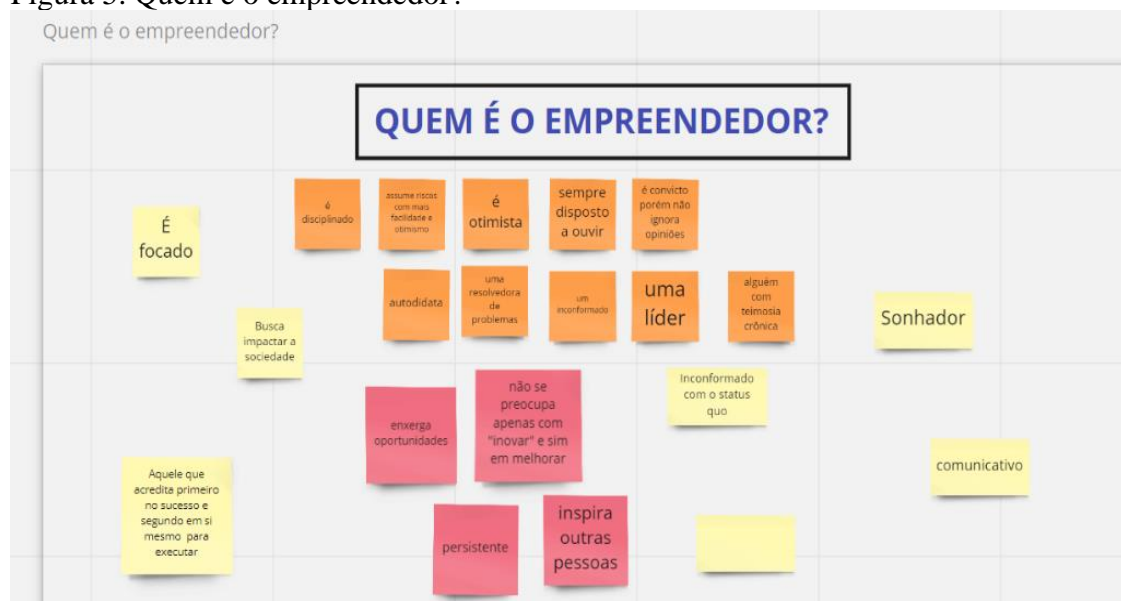 Figura 3: Quem é o empreendedor?
Quem é o empreendedor?
QUEM É O EMPREENDEDOR?
É
focado
é
disciplinado
assume riscos
com mais
facilidade e
otimismo
é
otimista
sempre
disposto
a ouvir
é convicto
porém não
ignora
opiniões
autodidata
uma
resolvedora
de
problemas
um
inconformado
uma
líder
alguém
com
teimosia
crônica
Sonhador
Busca
impactar a
sociedade
enxerga
oportunidades
não se
preocupa
apenas com
"inovar" e sim
em melhorar
Inconformado
com o status
quo
comunicativo
Aquele que
acredita primeiro
no sucesso e
segundo em si
mesmo para
executar
persistente
inspira
outras
pessoas